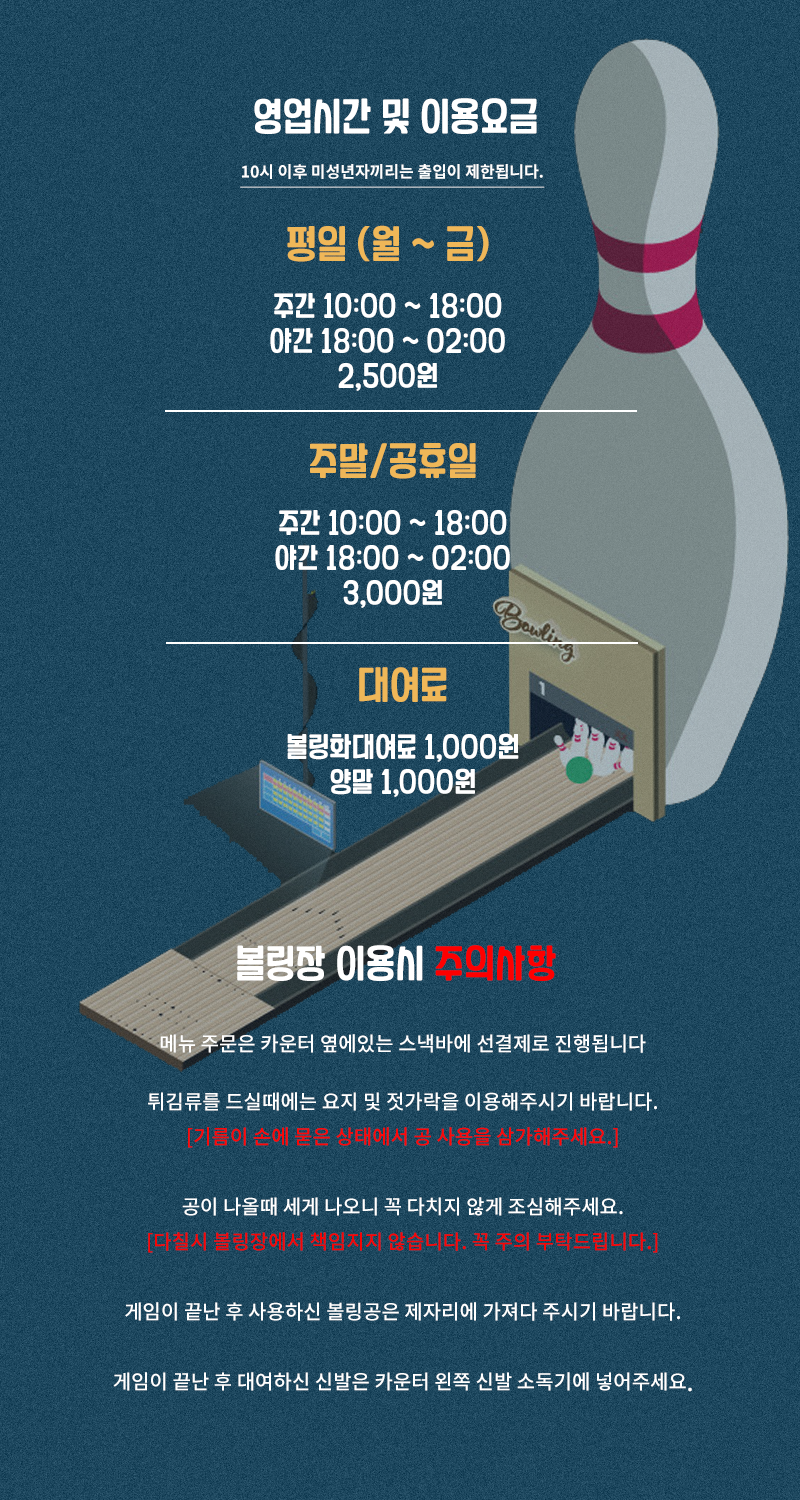 영업시간 및 이용요금
10시 이후 미성년자끼리는 출입이 제한됩니다.
평일 (월 ~ 금)
주간 10:00 ~ 18:00
야간 18:00 ~ 02:00
2,500원
주말/공휴일
주간 10:00 ~ 18:00
야간 18:00 ~ 02:00
3,000원
Bowling
대여료
1
볼링화대여료 1,000원
양말 1,000원
볼링장 이용시 주의사항
메뉴 주문은 카운터 옆에있는 스낵바에 선결제로 진행됩니다
튀김류를 드실때에는 요지 및 젓가락을 이용해주시기 바랍니다.
[기름이 손에 묻은 상태에서 공 사용을 삼가해주세요.]
공이 나올때 세게 나오니 꼭 다치지 않게 조심해주세요.
[다칠시 볼링장에서 책임지지 않습니다. 꼭 주의 부탁드립니다.]
게임이 끝난 후 사용하신 볼링공은 제자리에 가져다 주시기 바랍니다.
게임이 끝난 후 대여하신 신발은 카운터 왼쪽 신발 소독기에 넣어주세요.